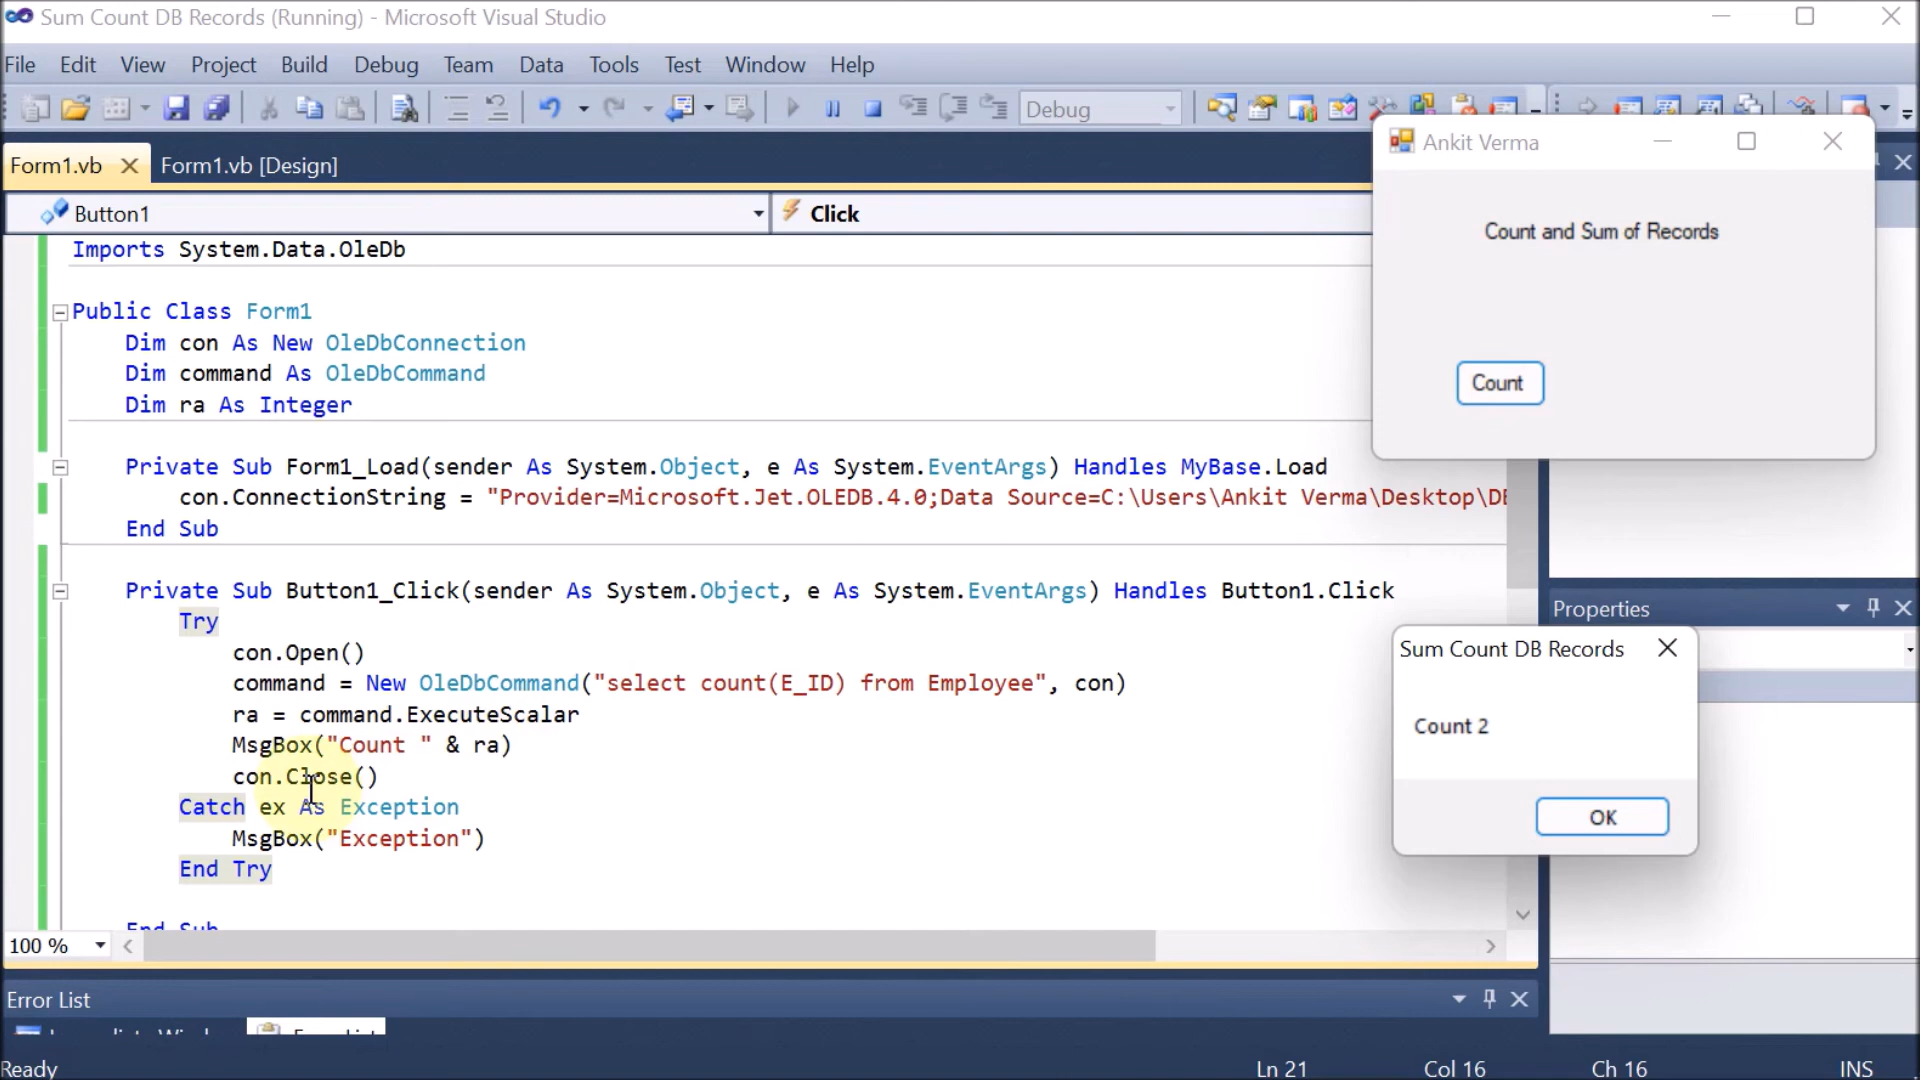 Sum Count DB Records (Running) - Microsoft Visual Studio
File Edit View Project Build Debug Team Data Tools Test Window Help
Debug
Form1.vb
Form1.vb [Design]
Button1
Click
Imports System.Data.OleDb
Public Class Form1
Dim con As New OleDbConnection
Dim command As OleDbCommand
Dim ra As Integer
Private Sub Form1_Load(sender As System.Object, e As System.EventArgs) Handles MyBase.Load
con.ConnectionString = "Provider=Microsoft.Jet.OLEDB.4.0;Data Source=C:\Users\Ankit Verma\Desktop\
End Sub
Private Sub Button1_Click(sender As System.Object, e As System.EventArgs) Handles Button1.Click
Try
con.Open()
command = New OleDbCommand("select count(E_ID) from Employee", con)
ra = command.ExecuteScalar
MsgBox("Count " & ra)
con.Close()
Catch ex As Exception
MsgBox("Exception")
End Try
End Sub
100 %
Ankit Verma
Count and Sum of Records
Count
Properties
Sum Count DB Records
Count 2
OK
Error List
Ready
Ln 21
Col 16
Ch 16
INS